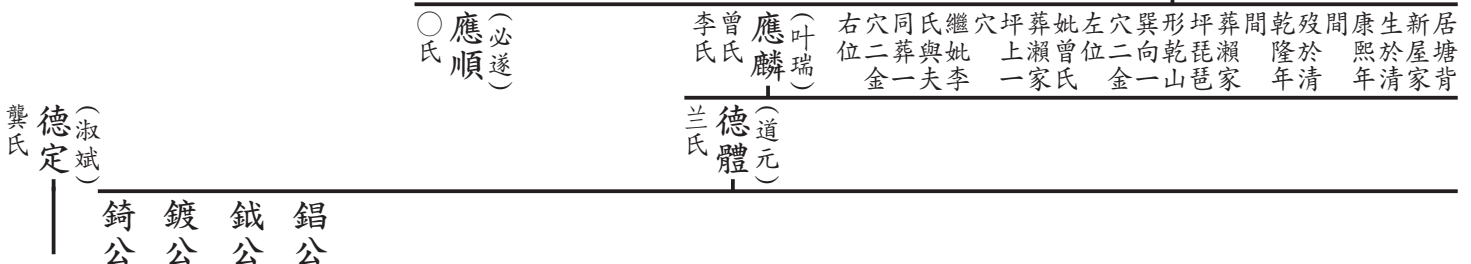 居塘背
新屋家
生於清
康熙年
間
歿於清
乾隆年
間
葬瀨家
坪琵琶
形乾山
巽向一
穴二金
左位
妣曾氏
葬瀨家
坪上一
穴
繼妣李
氏與夫
同葬一
穴二金
右位
(叶瑞)
應麟
曾氏
李氏
(必遂)
應順
〇氏
(道元)
德體
兰氏
錩公
鉞公
鍍公
錡公
(淑斌)
德定
龔氏